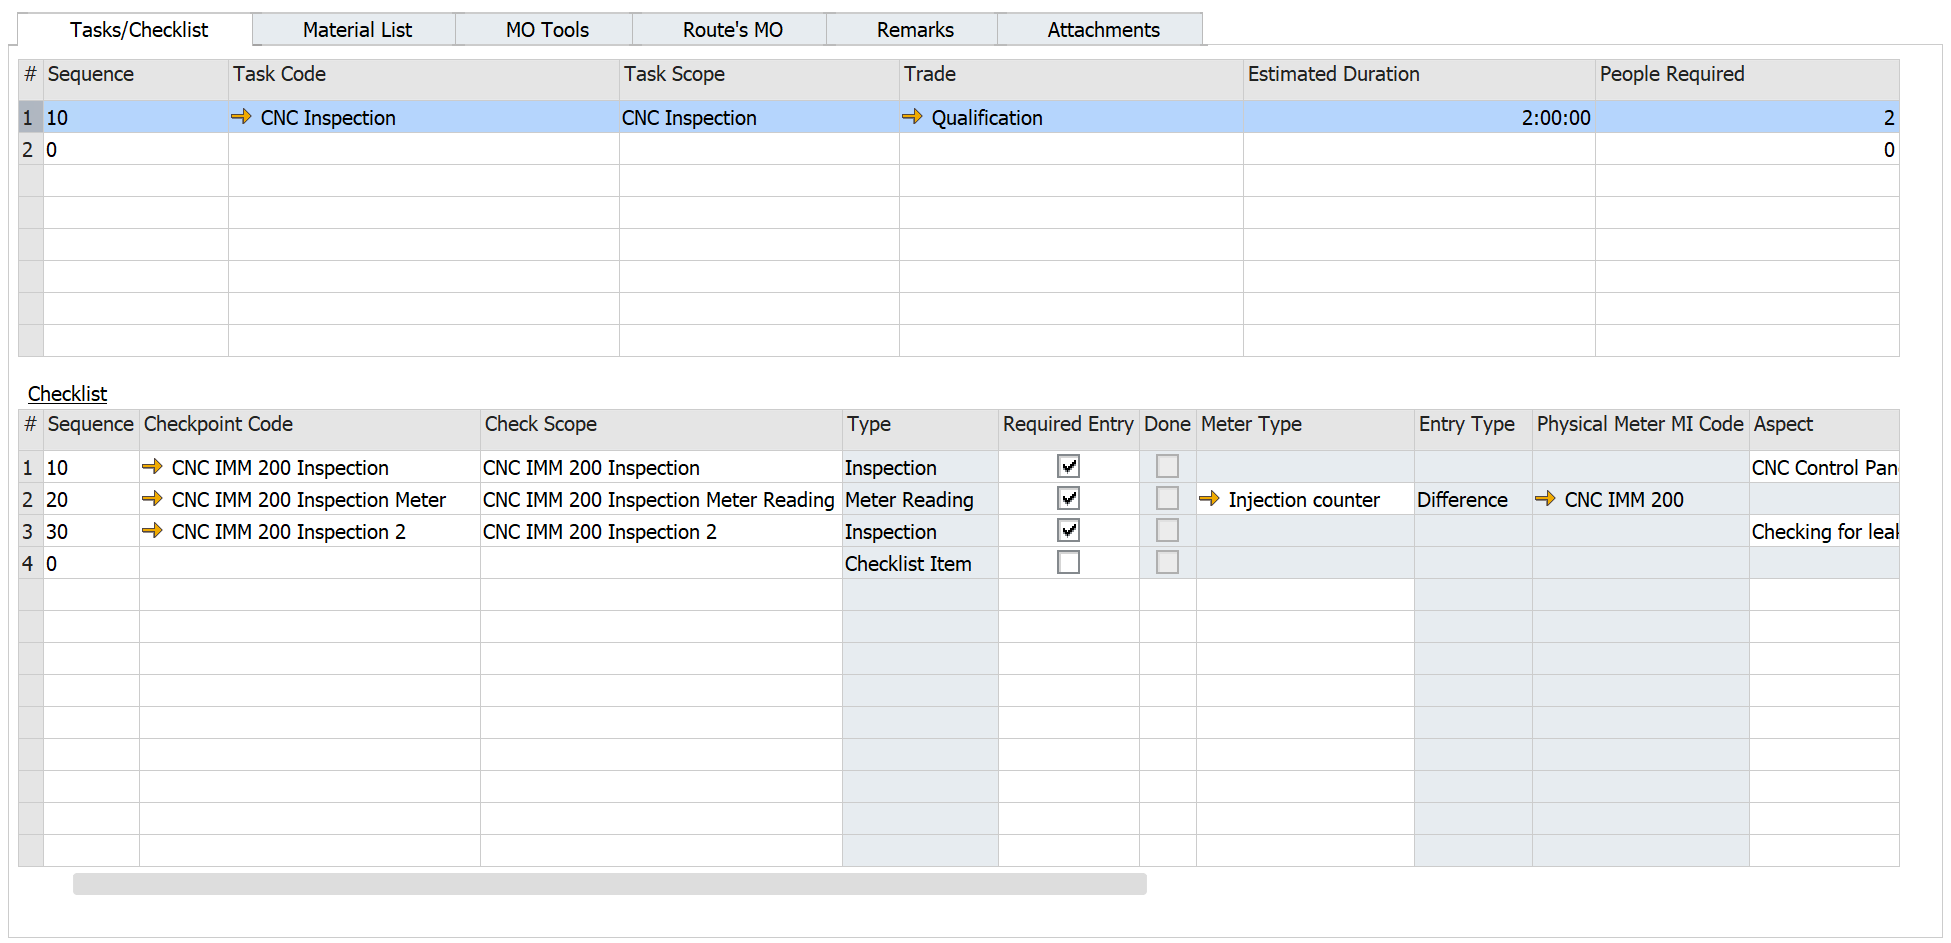 Tasks/Checklist Material List MO Tools Route's MO Remarks Attachments
# Sequence Task Code Task Scope Trade Estimated Duration People Required
1 10 CNC Inspection CNC Inspection Qualification 2:00:00 2
2 0 0
Checklist
# Sequence Checkpoint Code Check Scope Type Required Entry Done Meter Type Entry Type Physical Meter MI Code Aspect
1 10 CNC IMM 200 Inspection CNC IMM 200 Inspection Inspection CNC Control Pan
2 20 CNC IMM 200 Inspection Meter CNC IMM 200 Inspection Meter Reading Meter Reading Injection counter Difference CNC IMM 200
3 30 CNC IMM 200 Inspection 2 CNC IMM 200 Inspection 2 Inspection Checking for leak
4 0 Checklist Item